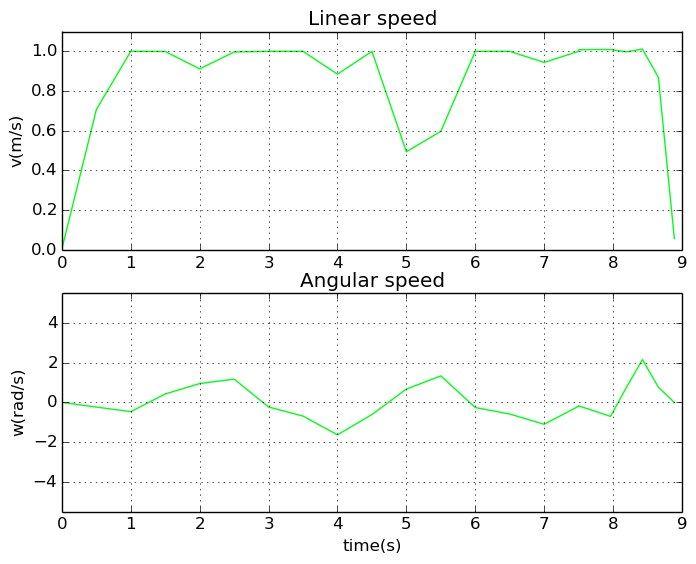 Linear speed
1.0
0.8
0.6
0.4
0.2
0.0
v(m/s)
0 1 2 3 4 5 6 7 8 9
Angular speed
4
2
0
−2
−4
w(rad/s)
0 1 2 3 4 5 6 7 8 9
time(s)